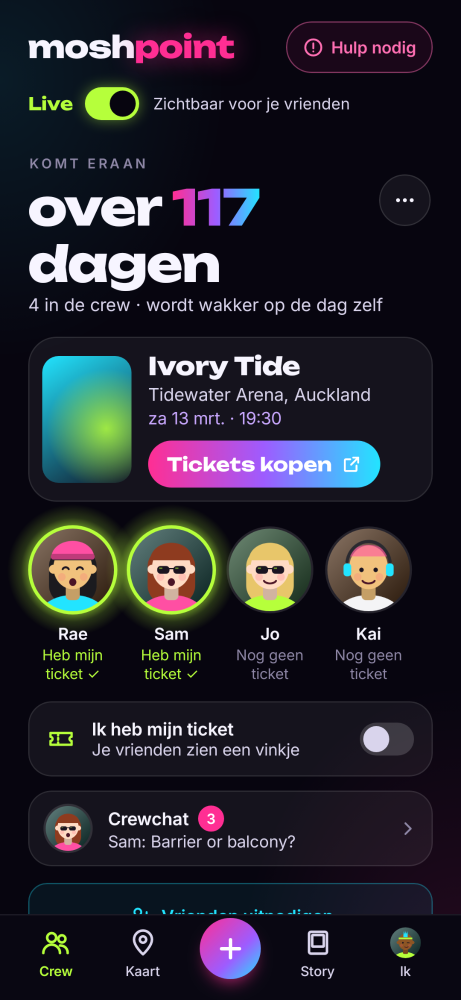 moshpoint
Hulp nodig
Live
Zichtbaar voor je vrienden
KOMT ERAAN
over 117
dagen
4 in de crew · wordt wakker op de dag zelf
Ivory Tide
Tidewater Arena, Auckland
za 13 mrt. · 19:30
Tickets kopen
Rae
Heb mijn
ticket ✓
Sam
Heb mijn
ticket ✓
Jo
Nog geen
ticket
Kai
Nog geen
ticket
Ik heb mijn ticket
Je vrienden zien een vinkje
Crewchat 3
Sam: Barrier or balcony?
Vrienden uitnodigen
Crew
Kaart
Story
Ik